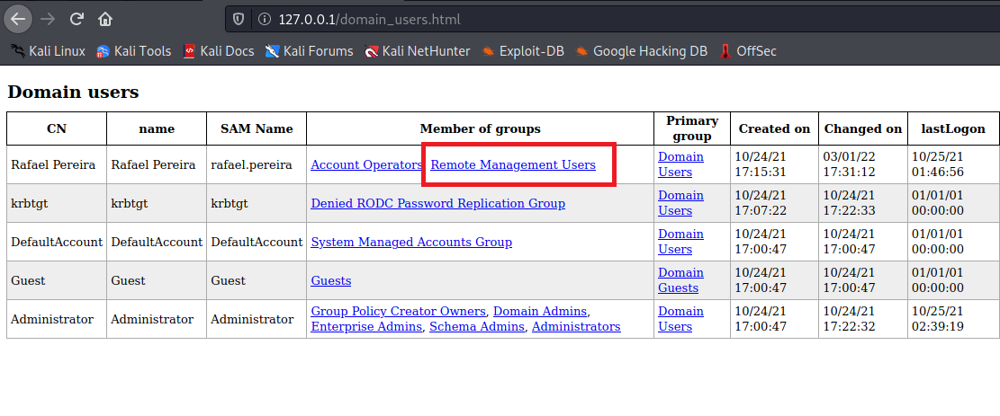 127.0.0.1/domain_users.html
Kali Linux Kali Tools Kali Docs Kali Forums Kali NetHunter Exploit-DB Google Hacking DB OffSec
Domain users
CN name SAM Name Member of groups Primary group Created on Changed on lastLogon
Rafael Pereira Rafael Pereira rafael.pereira Account Operators, Remote Management Users Domain Users 10/24/21 17:15:31 03/01/22 17:31:12 10/25/21 01:46:56
krbtgt krbtgt krbtgt Denied RODC Password Replication Group Domain Users 10/24/21 17:07:22 10/24/21 17:22:33 01/01/01 00:00:00
DefaultAccount DefaultAccount DefaultAccount System Managed Accounts Group Domain Users 10/24/21 17:00:47 10/24/21 17:00:47 01/01/01 00:00:00
Guest Guest Guest Guests Domain Guests 10/24/21 17:00:47 10/24/21 17:00:47 01/01/01 00:00:00
Administrator Administrator Administrator Group Policy Creator Owners, Domain Admins, Enterprise Admins, Schema Admins, Administrators Domain Users 10/24/21 17:00:47 10/24/21 17:22:32 10/25/21 02:39:19